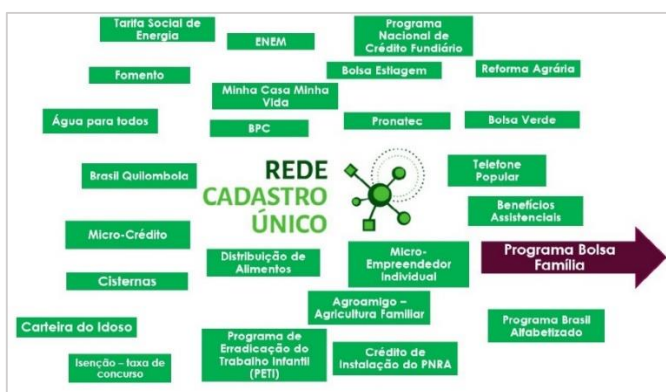 Tarifa Social de
Energia
ENEM
Programa
Nacional de
Crédito Fundiário
Fomento
Bolsa Estiagem
Reforma Agrária
Minha Casa Minha
Vida
Água para todos
BPC
Pronatec
Bolsa Verde
Brasil Quilombola
REDE
CADASTRO
ÚNICO
Telefone
Popular
Benefícios
Assistenciais
Micro-Crédito
Distribuição de
Alimentos
Micro-
Empreendedor
Individual
Programa Bolsa
Família
Cisternas
Agroamigo –
Agricultura Familiar
Carteira do Idoso
Programa Brasil
Alfabetizado
Programa de
Erradicação do
Trabalho Infantil
(PETI)
Crédito de
Instalação do PNRA
Isenção – taxa de
concurso